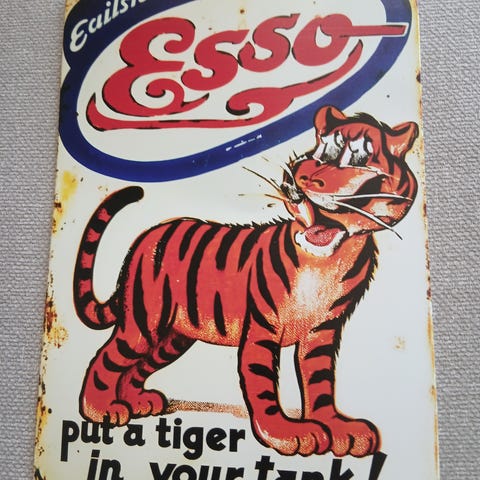 Esso
put a tiger
in your tank!